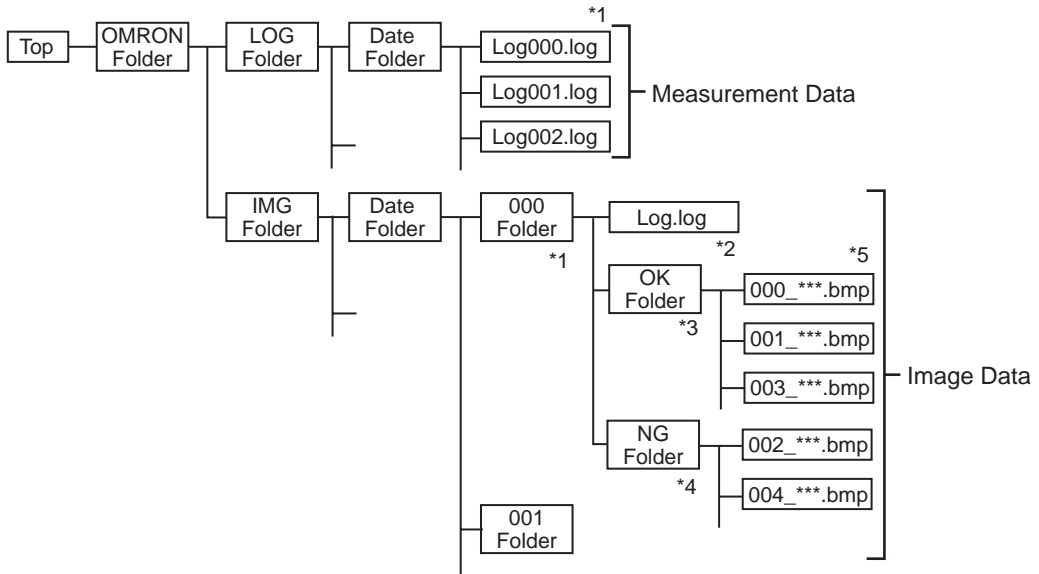 *1
Top
OMRON
Folder
LOG
Folder
Date
Folder
Log000.log
Log001.log
Log002.log
Measurement Data
IMG
Folder
Date
Folder
000
Folder
*1
Log.log
*2
OK
Folder
*3
*5
000_***.bmp
001_***.bmp
003_***.bmp
NG
Folder
*4
002_***.bmp
004_***.bmp
Image Data
001
Folder